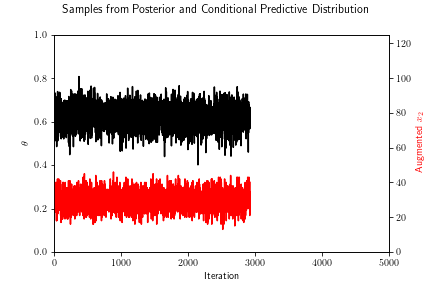 Samples from Posterior and Conditional Predictive Distribution
1.0
0.8
0.6
0.4
0.2
0.0
θ
120
100
80
60
40
20
0
Augmented x₂
0 1000 2000 3000 4000 5000
Iteration